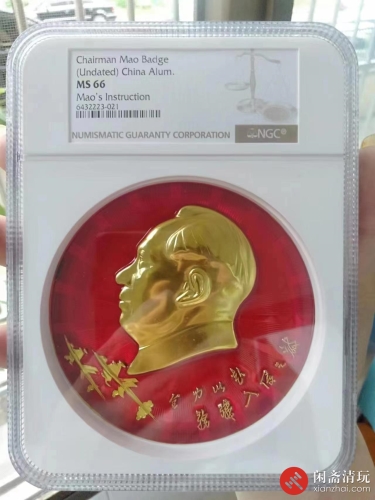 Chairman Mao Badge
(Undated) China Alum.
MS 66
Mao's Instruction
6432223-021
NUMISMATIC GUARANTY CORPORATION
NGC®
闲斋清玩
xianzhai.com